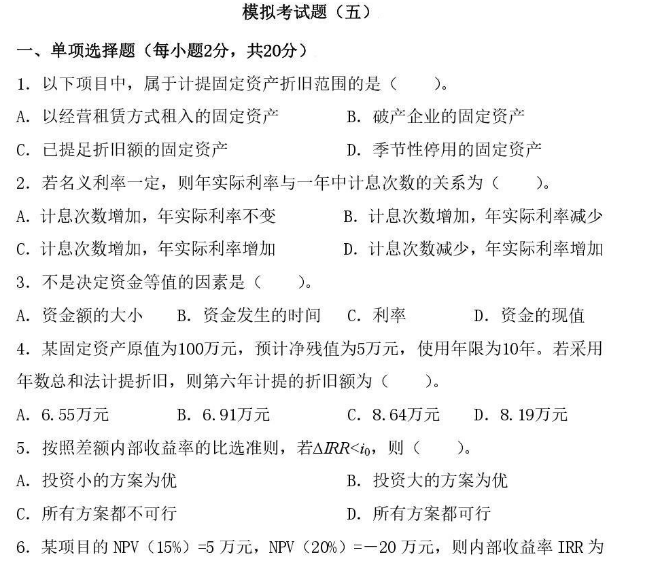 模拟考试题（五）
一、单项选择题（每小题2分，共20分）
1．以下项目中，属于计提固定资产折旧范围的是（　　）。
A．以经营租赁方式租入的固定资产　　B．破产企业的固定资产
C．已提足折旧额的固定资产　　D．季节性停用的固定资产
2．若名义利率一定，则年实际利率与一年中计息次数的关系为（　　）。
A．计息次数增加，年实际利率不变　　B．计息次数增加，年实际利率减少
C．计息次数增加，年实际利率增加　　D．计息次数减少，年实际利率增加
3．不是决定资金等值的因素是（　　）。
A．资金额的大小　　B．资金发生的时间　　C．利率　　D．资金的现值
4．某固定资产原值为100万元，预计净残值为5万元，使用年限为10年。若采用
年数总和法计提折旧，则第六年计提的折旧额为（　　）。
A．6.55万元　　B．6.91万元　　C．8.64万元　　D．8.19万元
5．按照差额内部收益率的比选准则，若ΔIRR<i₀，则（　　）。
A．投资小的方案为优　　B．投资大的方案为优
C．所有方案都不可行　　D．所有方案都可行
6．某项目的 NPV（15%）=5 万元，NPV（20%）=－20 万元，则内部收益率 IRR 为